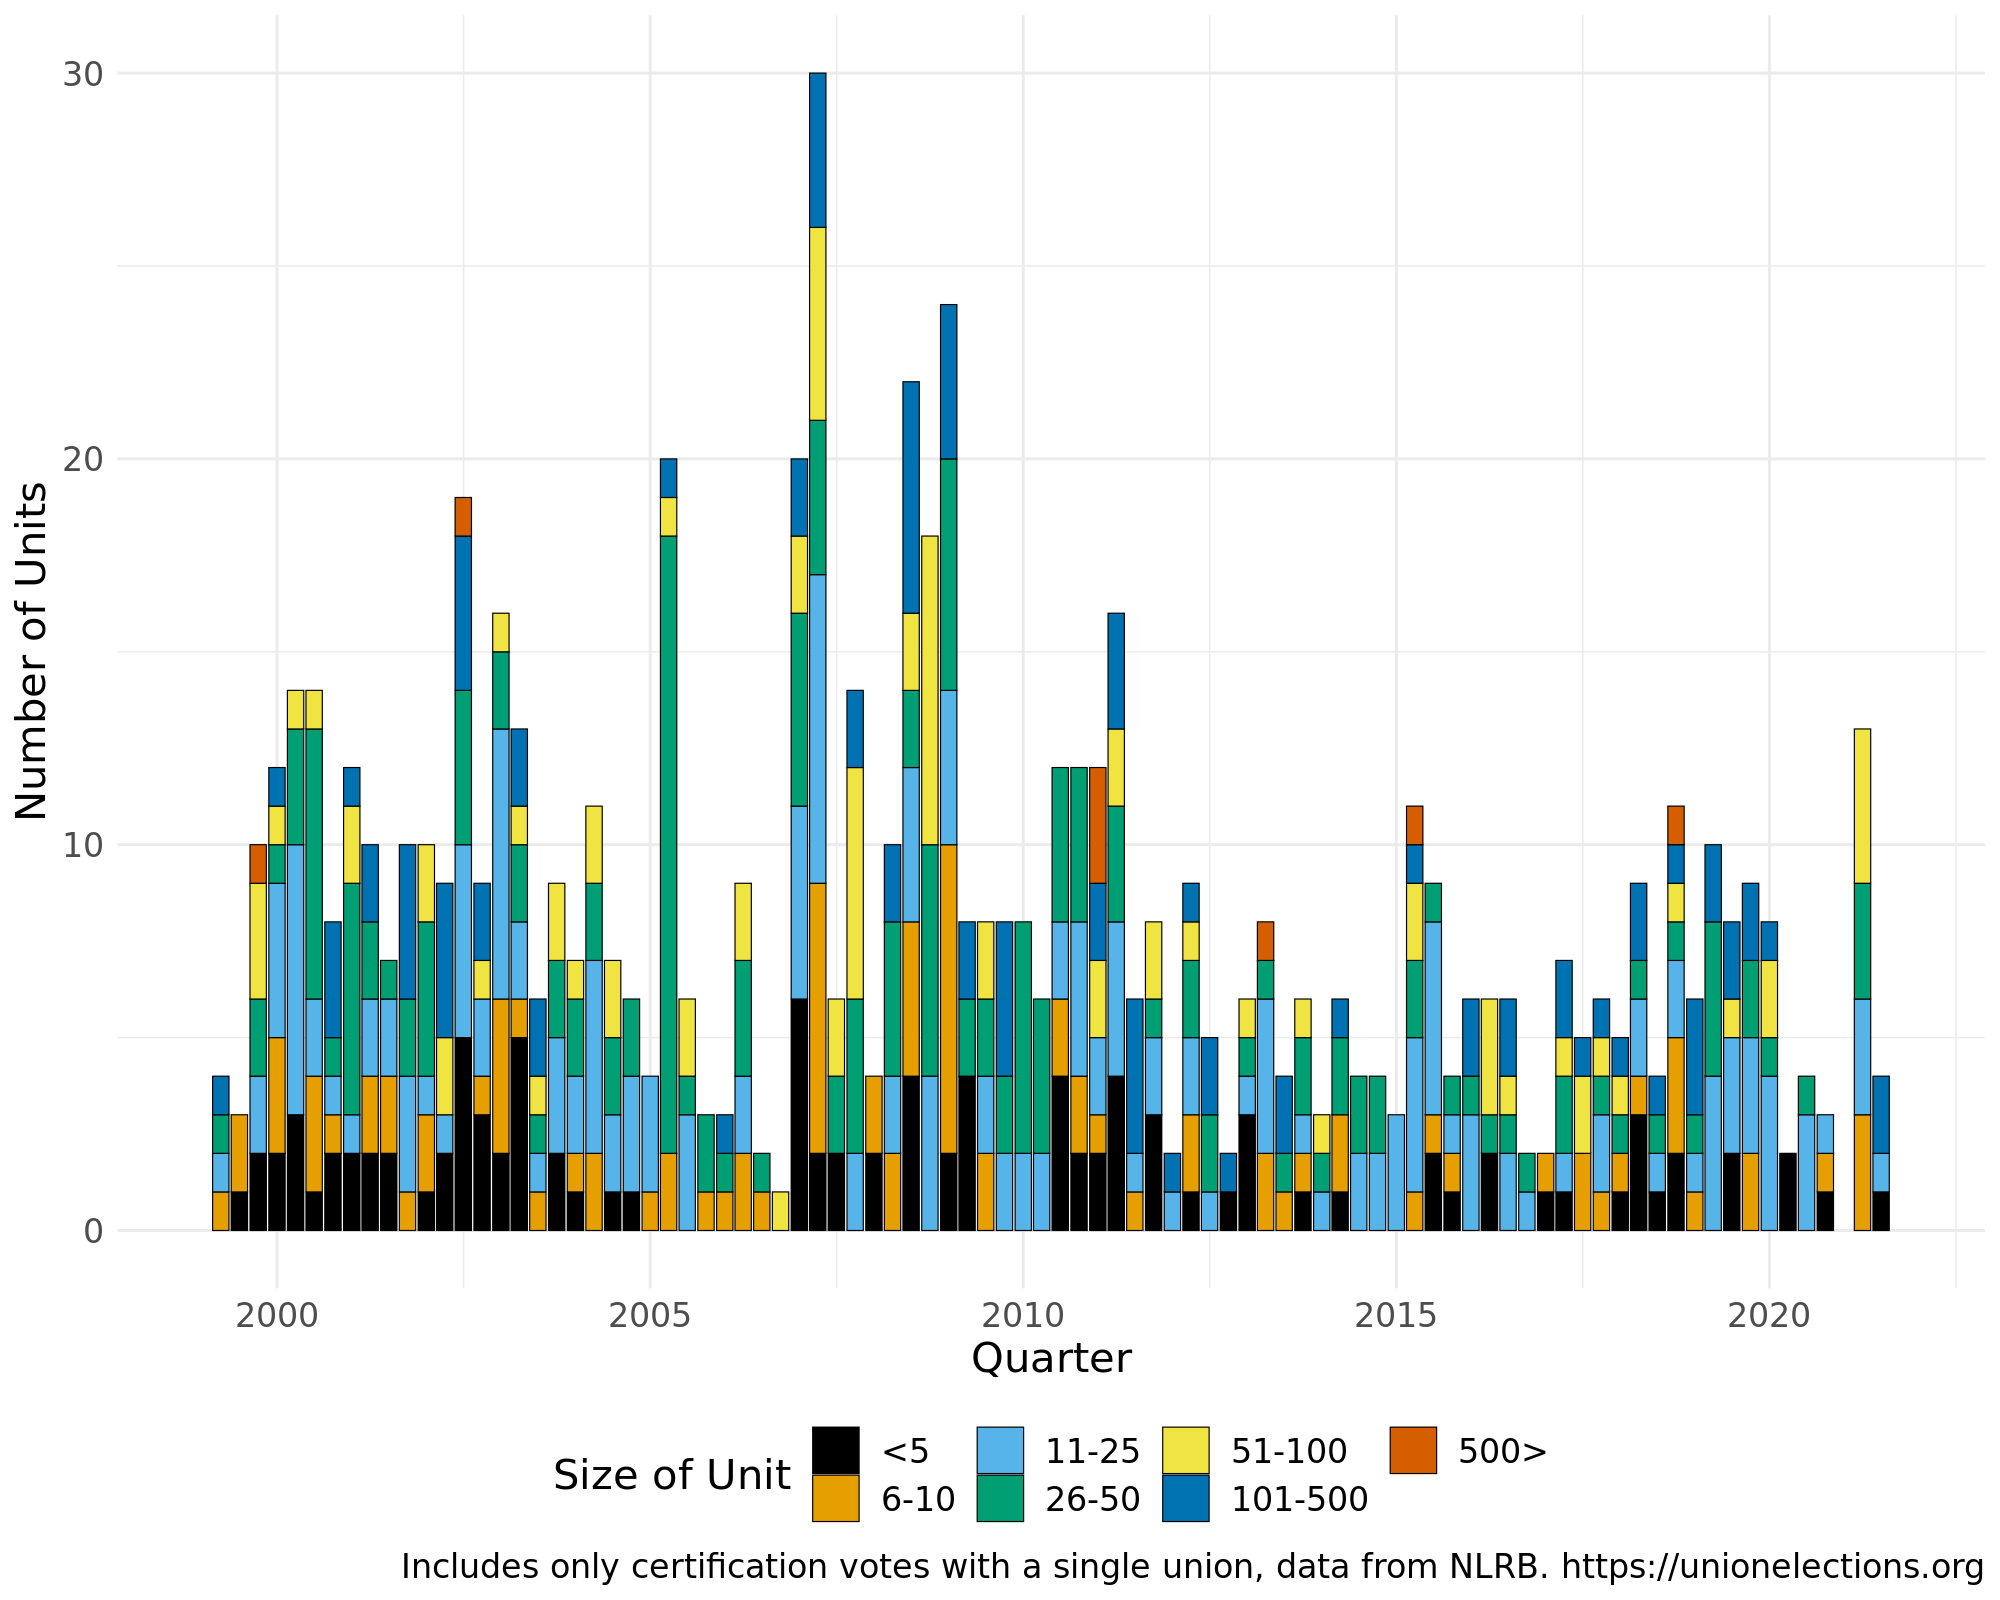 30
20
10
0
Number of Units
2000 2005 2010 2015 2020
Quarter
Size of Unit
<5 11-25 51-100 500>
6-10 26-50 101-500
Includes only certification votes with a single union, data from NLRB. https://unionelections.org